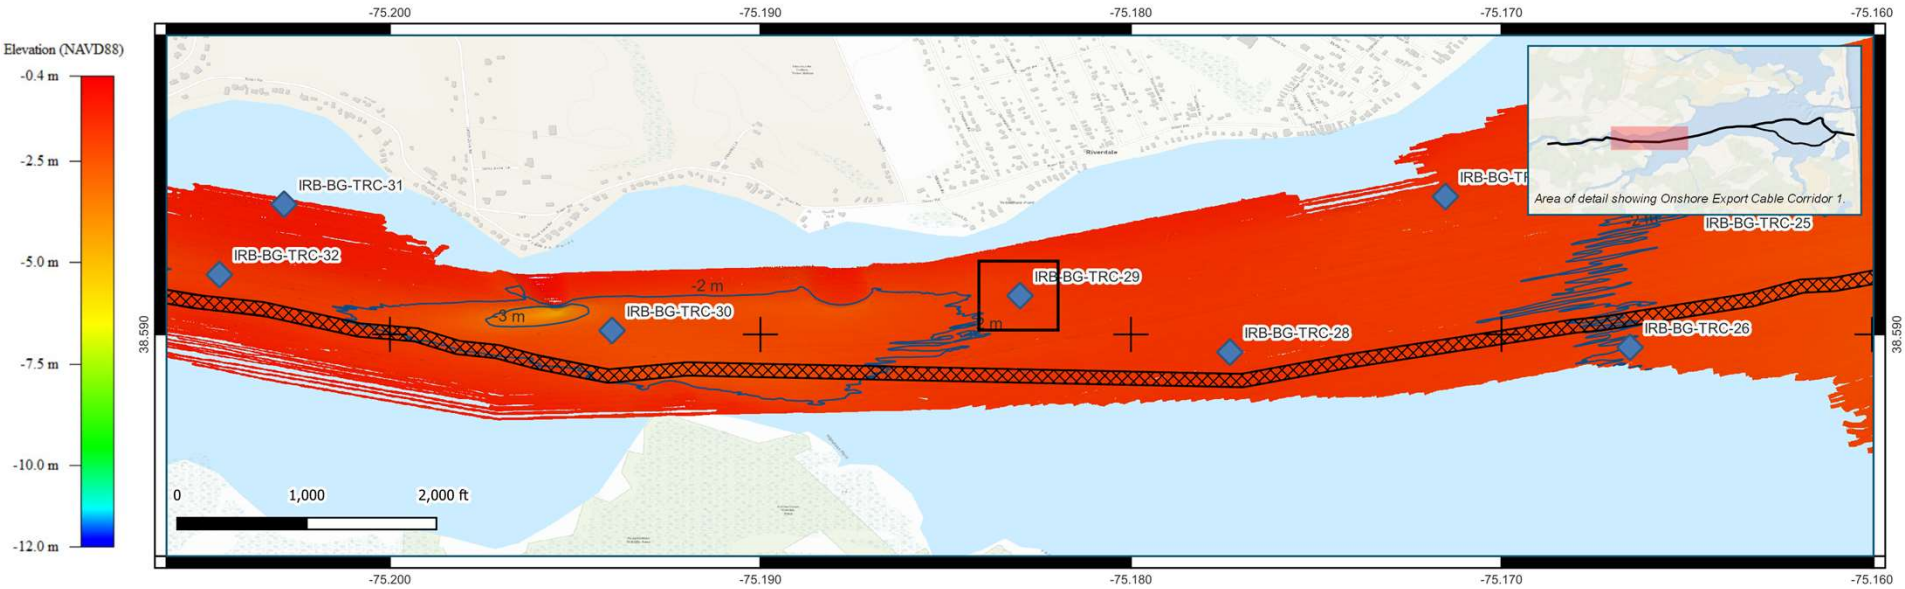 -75.200 -75.190 -75.180 -75.170 -75.160
Elevation (NAVD88)
-0.4 m
-2.5 m
-5.0 m
-7.5 m
-10.0 m
-12.0 m
38.590
Riverdale
IRB-BG-TRC-31
IRB-BG-TRC-32
-2 m
-3 m
IRB-BG-TRC-30
IRB-BG-TRC-29
m
IRB-BG-TRC-28
IRB-BG-TR
Area of detail showing Onshore Export Cable Corridor 1.
IRB-BG-TRC-25
IRB-BG-TRC-26
38.590
0 1,000 2,000 ft
-75.200 -75.190 -75.180 -75.170 -75.160